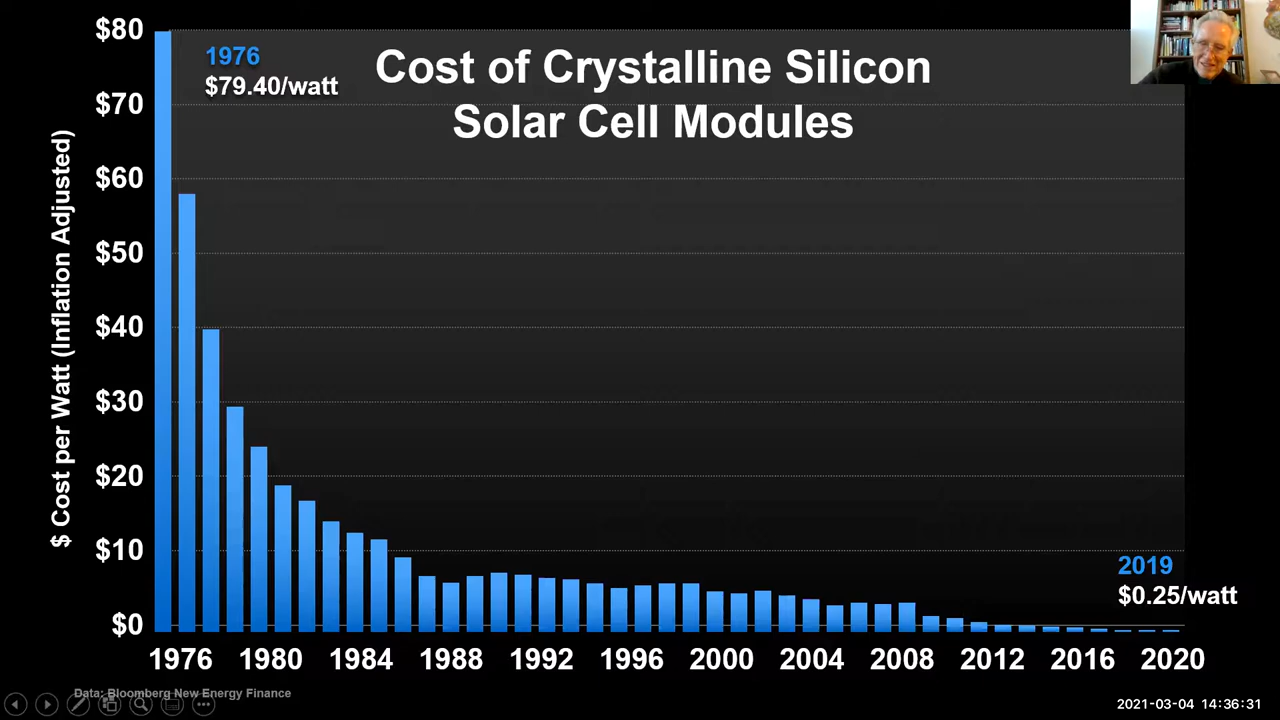 Cost of Crystalline Silicon
Solar Cell Modules
1976
$79.40/watt
$ Cost per Watt (Inflation Adjusted)
$80
$70
$60
$50
$40
$30
$20
$10
$0
2019
$0.25/watt
1976 1980 1984 1988 1992 1996 2000 2004 2008 2012 2016 2020
Data: Bloomberg New Energy Finance
2021-03-04 14:36:31